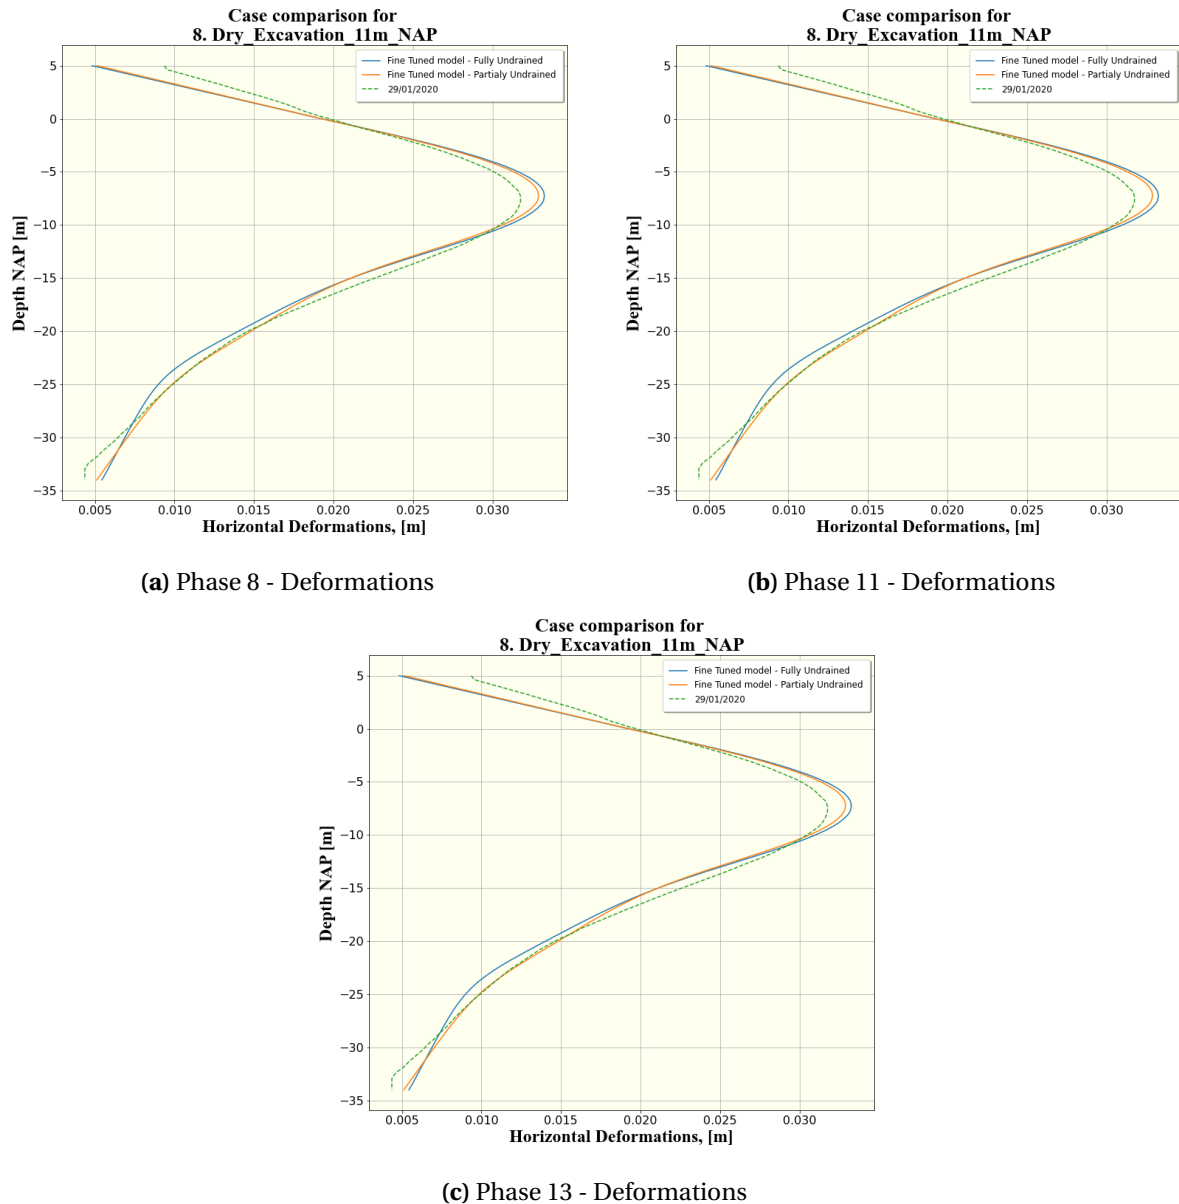 Case comparison for
8. Dry_Excavation_11m_NAP
Fine Tuned model - Fully Undrained
Fine Tuned model - Partialy Undrained
29/01/2020
5
0
−5
−10
−15
−20
−25
−30
−35
Depth NAP [m]
0.005 0.010 0.015 0.020 0.025 0.030
Horizontal Deformations, [m]
(a) Phase 8 - Deformations
Case comparison for
8. Dry_Excavation_11m_NAP
Fine Tuned model - Fully Undrained
Fine Tuned model - Partialy Undrained
29/01/2020
5
0
−5
−10
−15
−20
−25
−30
−35
Depth NAP [m]
0.005 0.010 0.015 0.020 0.025 0.030
Horizontal Deformations, [m]
(b) Phase 11 - Deformations
Case comparison for
8. Dry_Excavation_11m_NAP
Fine Tuned model - Fully Undrained
Fine Tuned model - Partialy Undrained
29/01/2020
5
0
−5
−10
−15
−20
−25
−30
−35
Depth NAP [m]
0.005 0.010 0.015 0.020 0.025 0.030
Horizontal Deformations, [m]
(c) Phase 13 - Deformations